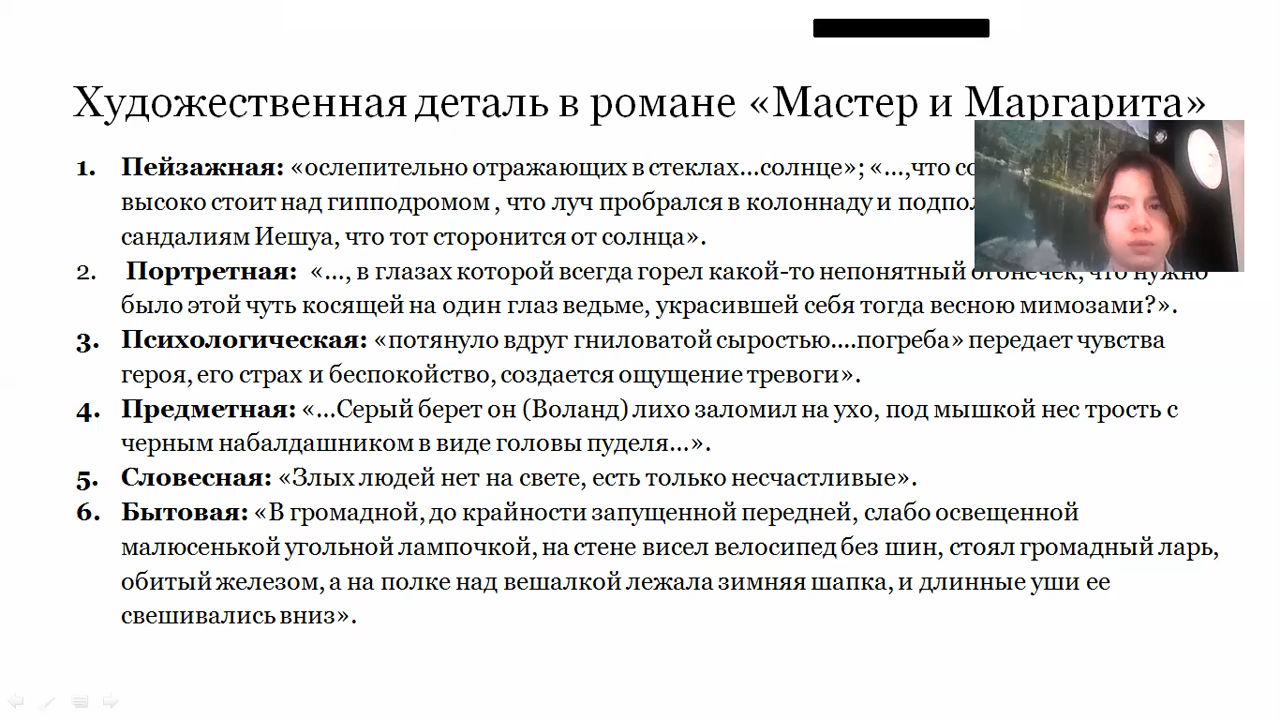 Художественная деталь в романе «Мастер и Маргарита»
1. Пейзажная: «ослепительно отражающих в стеклах...солнце»; «...,что
высоко стоит над гипподромом , что луч пробрался в колоннаду и
сандалиям Иешуа, что тот сторонится от солнца».
2. Портретная: «..., в глазах которой всегда горел какой-то непонятный огонечек, что нужно
было этой чуть косящей на один глаз ведьме, украсившей себя тогда весною мимозами?».
3. Психологическая: «потянуло вдруг гниловатой сыростью....погреба» передает чувства
героя, его страх и беспокойство, создается ощущение тревоги».
4. Предметная: «...Серый берет он (Воланд) лихо заломил на ухо, под мышкой нес трость с
черным набалдашником в виде головы пуделя...».
5. Словесная: «Злых людей нет на свете, есть только несчастливые».
6. Бытовая: «В громадной, до крайности запущенной передней, слабо освещенной
малюсенькой угольной лампочкой, на стене висел велосипед без шин, стоял громадный ларь,
обитый железом, а на полке над вешалкой лежала зимняя шапка, и длинные уши ее
свешивались вниз».